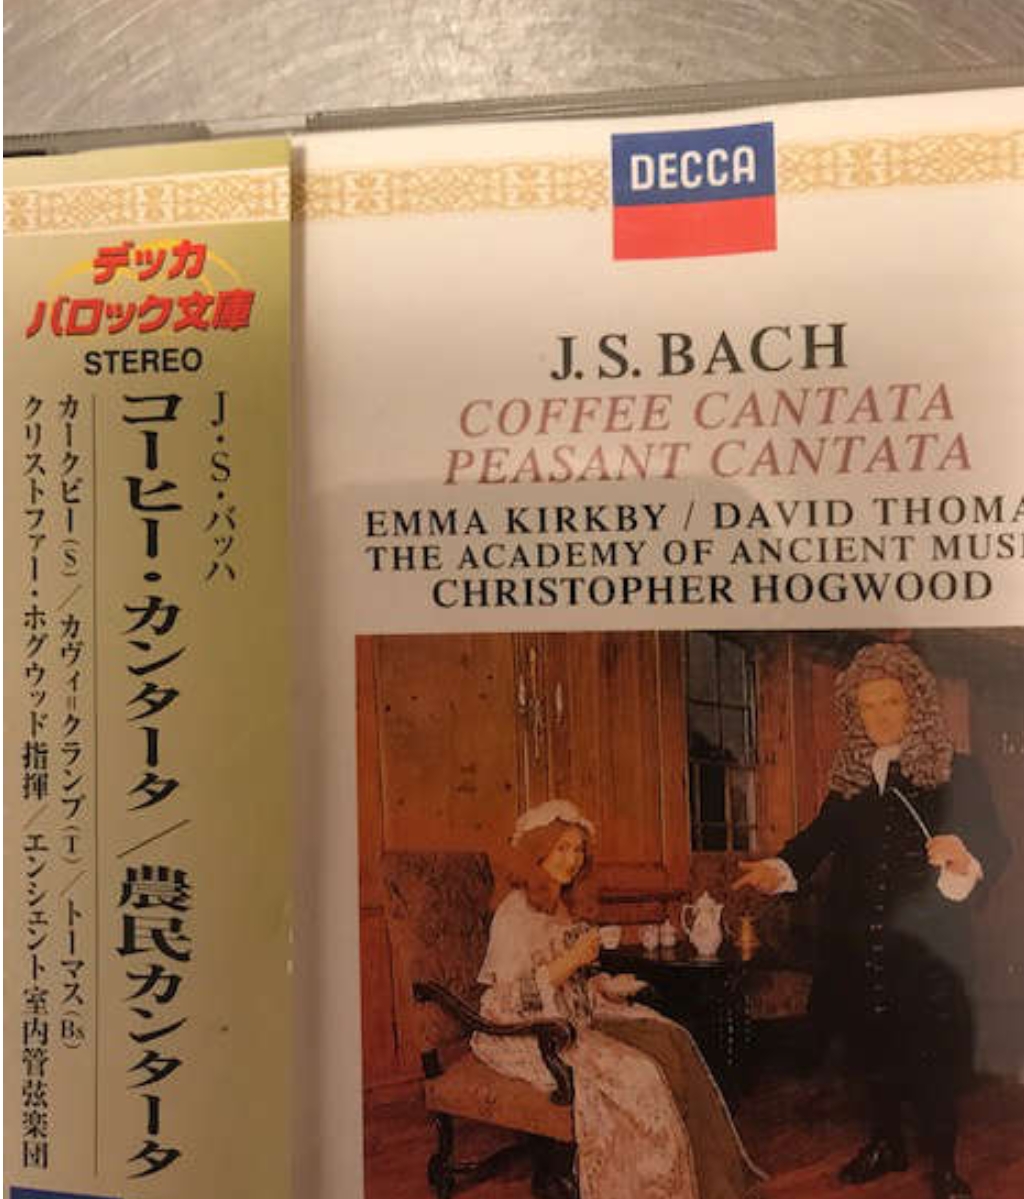 デッカ
バロック文庫
STEREO
J・S・バッハ
コーヒー・カンタータ/農民カンタータ
カークビー(S)/カヴィ=クランプ(T)/トーマス(Bs)
クリストファー・ホグウッド指揮/エンシェント室内管弦楽団
DECCA
J.S.BACH
COFFEE CANTATA
PEASANT CANTATA
EMMA KIRKBY / DAVID THOMA
THE ACADEMY OF ANCIENT MUSI
CHRISTOPHER HOGWOOD